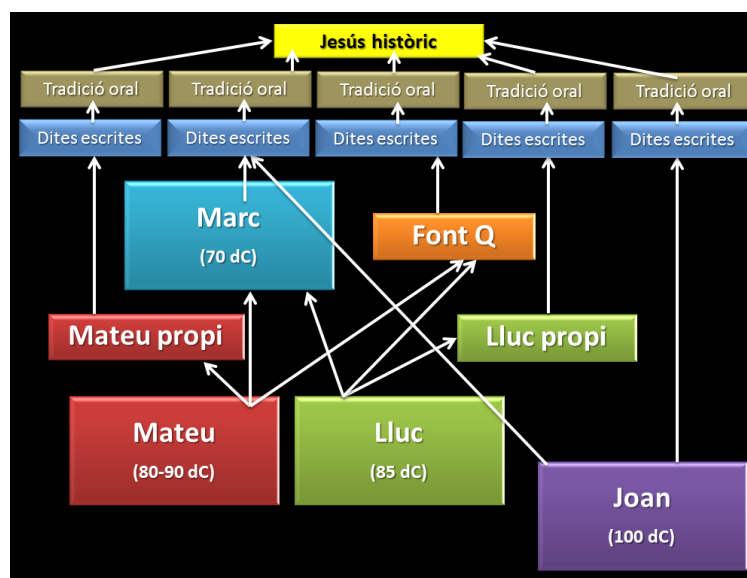 Jesús històric
Tradició oral
Tradició oral
Tradició oral
Tradició oral
Tradició oral
Dites escrites
Dites escrites
Dites escrites
Dites escrites
Dites escrites
Marc
(70 dC)
Font Q
Mateu propi
Lluc propi
Mateu
(80-90 dC)
Lluc
(85 dC)
Joan
(100 dC)